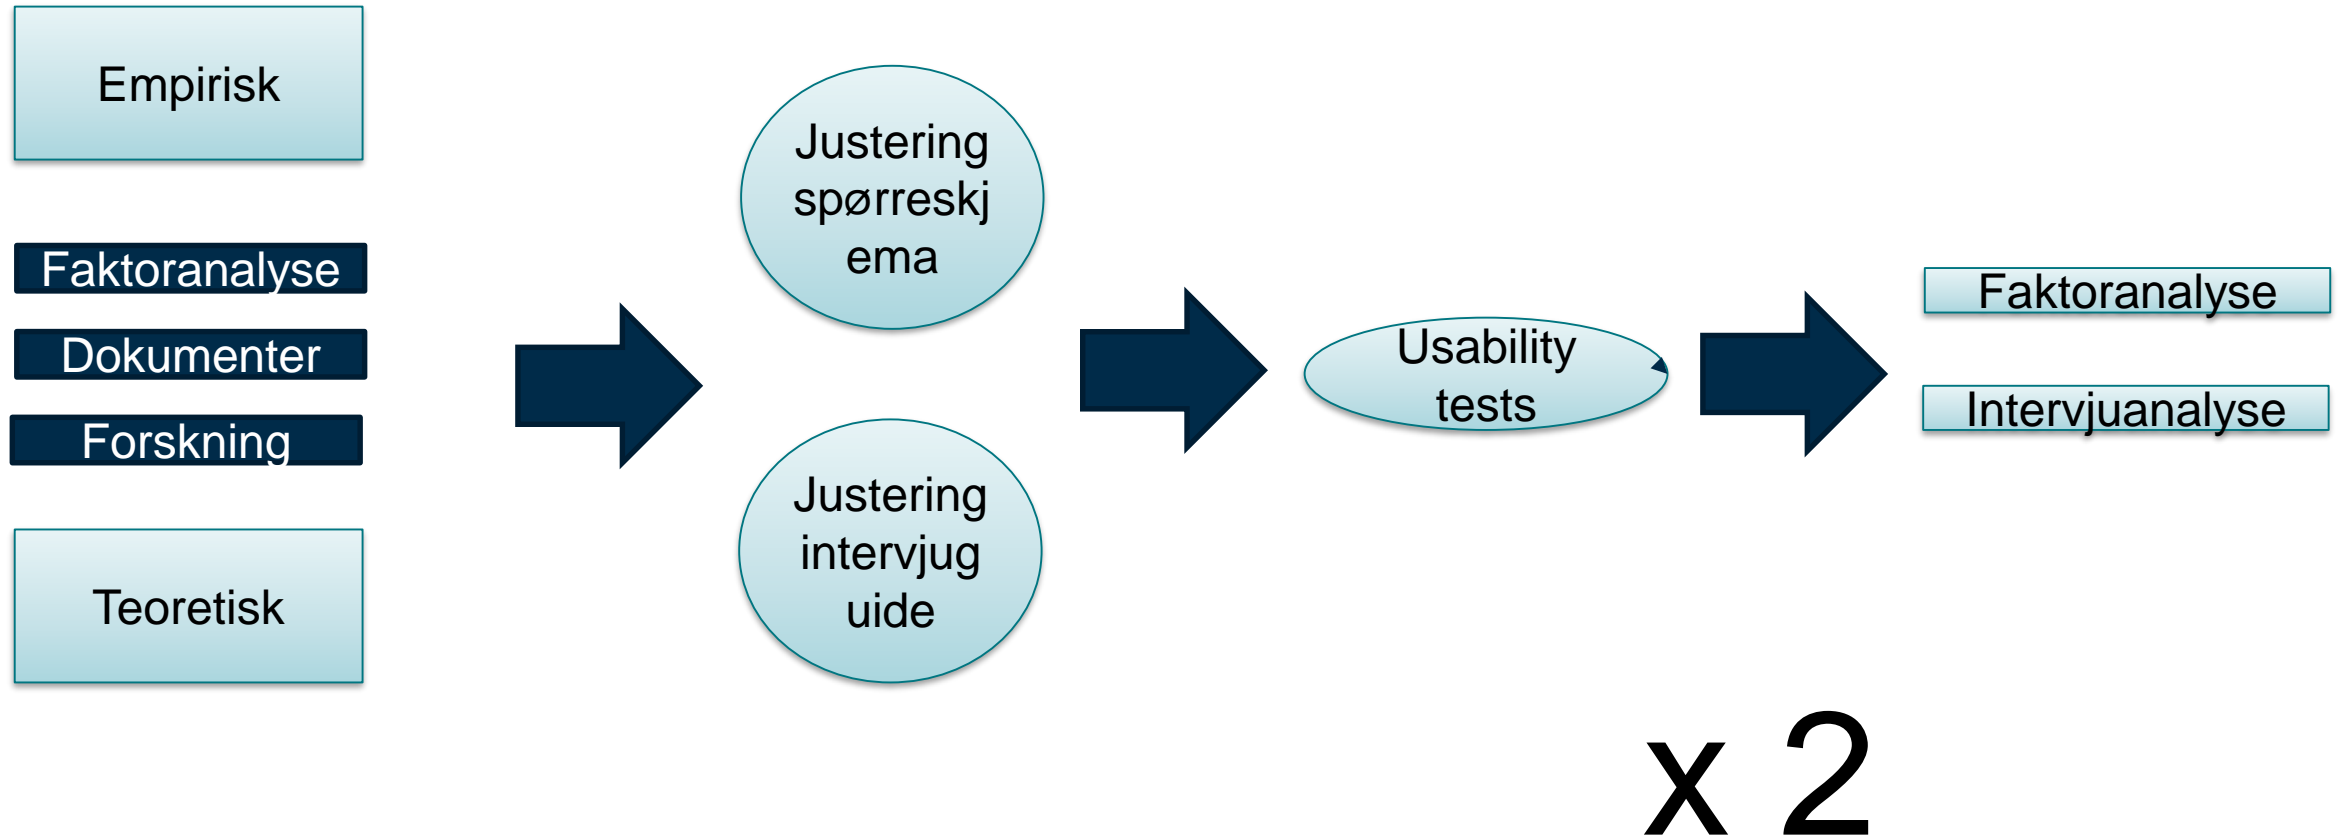 Empirisk
Faktoranalyse
Dokumenter
Forskning
Teoretisk
Justering
spørreskj
ema
Justering
intervjug
uide
Usability
tests
Faktoranalyse
Intervjuanalyse
x 2